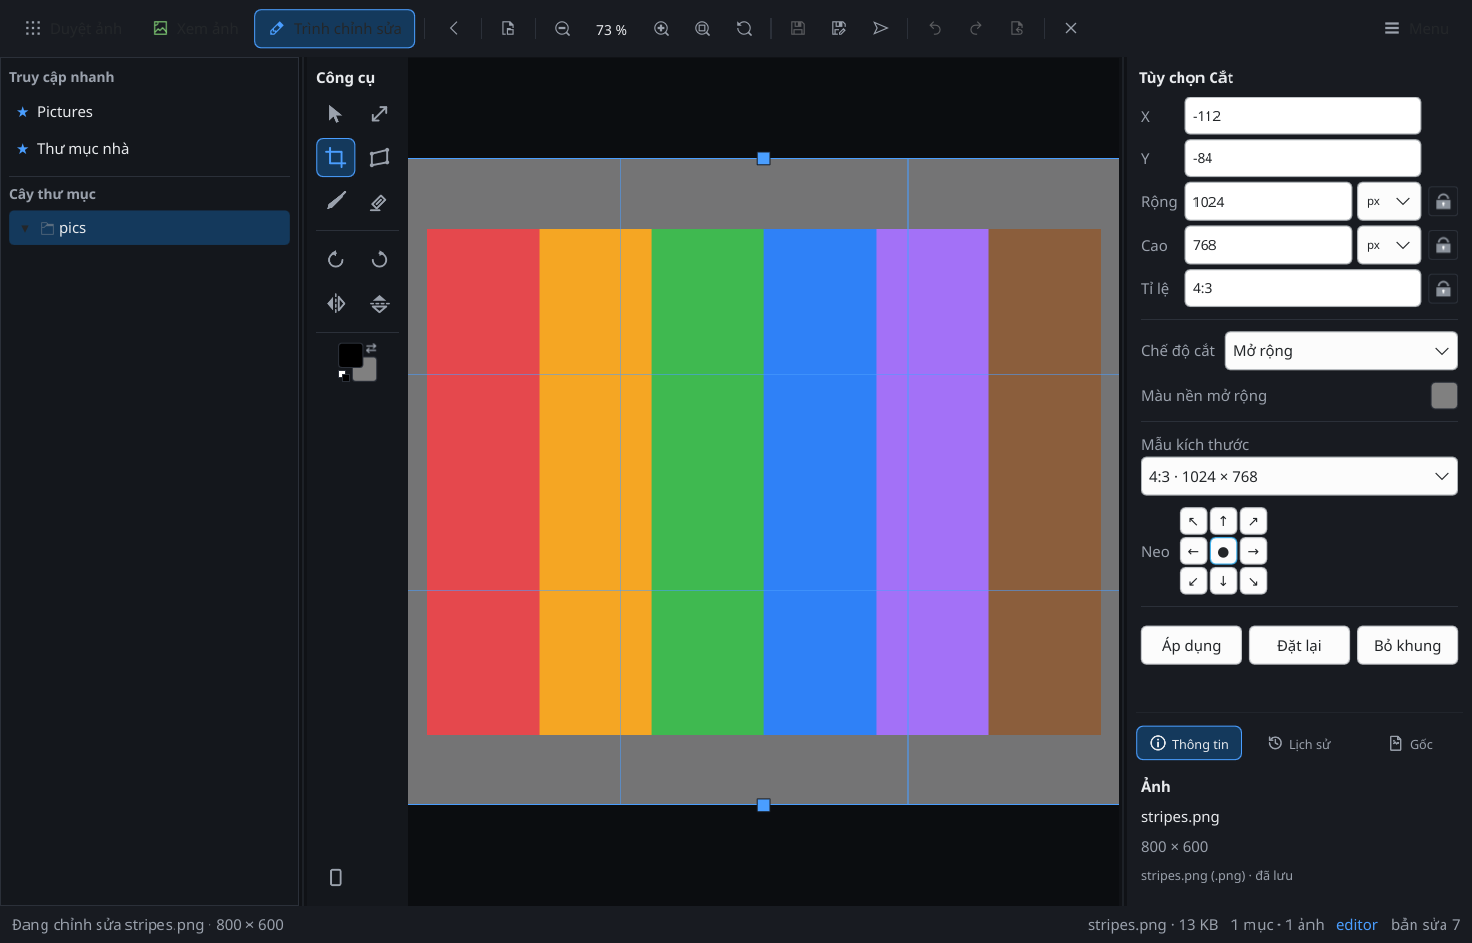 Duyệt ảnh
Xem ảnh
Trình chỉnh sửa
73 %
Menu
Truy cập nhanh
Pictures
Thư mục nhà
Cây thư mục
pics
Công cụ
Tùy chọn Cắt
X
-112
Y
-84
Rộng
1024
px
Cao
768
px
Tỉ lệ
4:3
Chế độ cắt
Mở rộng
Màu nền mở rộng
Mẫu kích thước
4:3 · 1024 × 768
↖ ↑ ↗
Neo ← ● →
↙ ↓ ↘
Áp dụng
Đặt lại
Bỏ khung
Thông tin
Lịch sử
Gốc
Ảnh
stripes.png
800 × 600
stripes.png (.png) · đã lưu
Đang chỉnh sửa stripes.png · 800 × 600
stripes.png · 13 KB
1 mục · 1 ảnh
editor
bản sửa 7